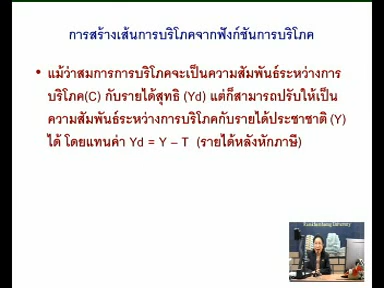 การสร้างเส้นการบริโภคจากฟังก์ชันการบริโภค
• แม้ว่าสมการการบริโภคจะเป็นความสัมพันธ์ระหว่างการ
บริโภค(C) กับรายได้สุทธิ (Yd) แต่ก็สามารถปรับให้เป็น
ความสัมพันธ์ระหว่างการบริโภคกับรายได้ประชาชาติ (Y)
ได้ โดยแทนค่า Yd = Y – T (รายได้หลังหักภาษี)